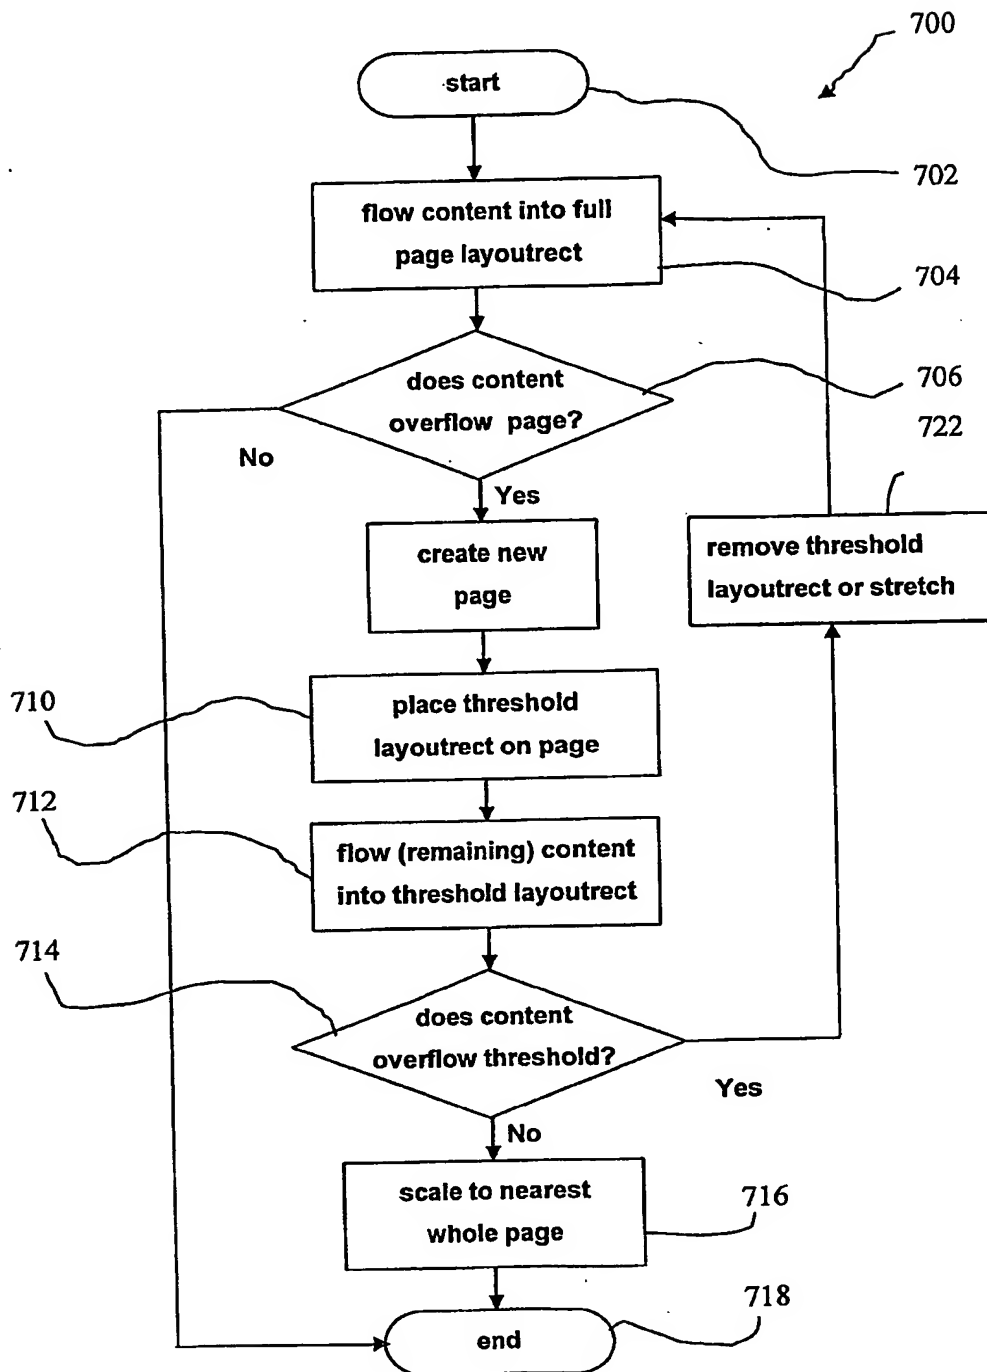 700
start
702
flow content into full
page layoutrect
704
does content
overflow page?
706
722
No
Yes
create new
page
remove threshold
layoutrect or stretch
710
place threshold
layoutrect on page
712
flow (remaining) content
into threshold layoutrect
714
does content
overflow threshold?
Yes
No
scale to nearest
whole page
716
718
end